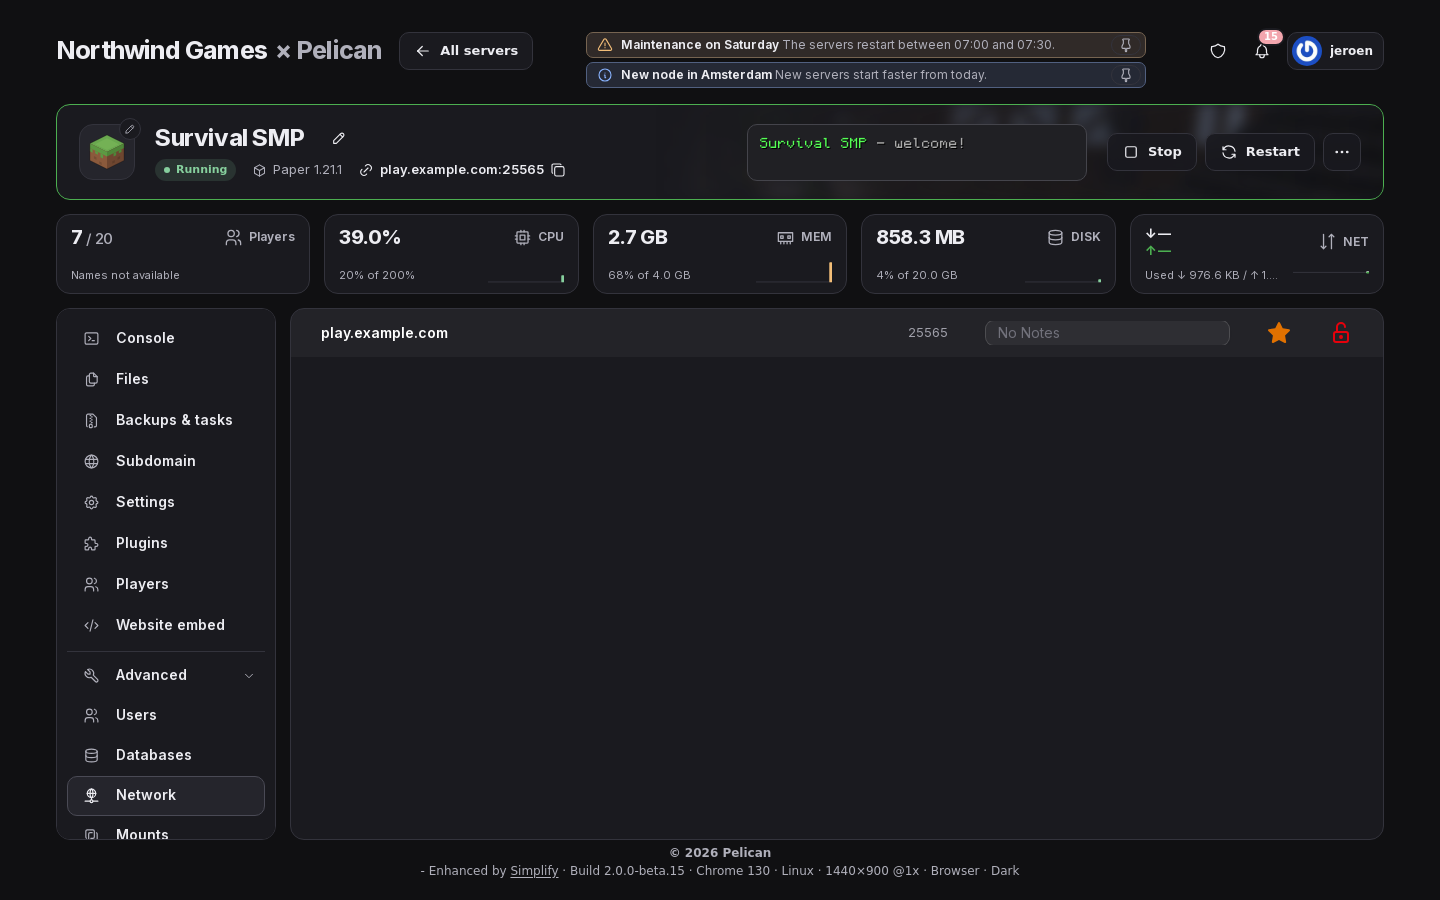 Northwind Games × Pelican
All servers
Maintenance on Saturday The servers restart between 07:00 and 07:30.
New node in Amsterdam New servers start faster from today.
15
jeroen
Survival SMP
Running
Paper 1.21.1
play.example.com:25565
Survival SMP - welcome!
Stop
Restart
7 / 20
Players
Names not available
39.0%
CPU
20% of 200%
2.7 GB
MEM
68% of 4.0 GB
858.3 MB
DISK
4% of 20.0 GB
↓—
↑—
NET
Used ↓ 976.6 KB / ↑ 1....
Console
Files
Backups & tasks
Subdomain
Settings
Plugins
Players
Website embed
Advanced
Users
Databases
Network
Mounts
play.example.com
25565
No Notes
© 2026 Pelican
- Enhanced by Simplify · Build 2.0.0-beta.15 · Chrome 130 · Linux · 1440×900 @1x · Browser · Dark